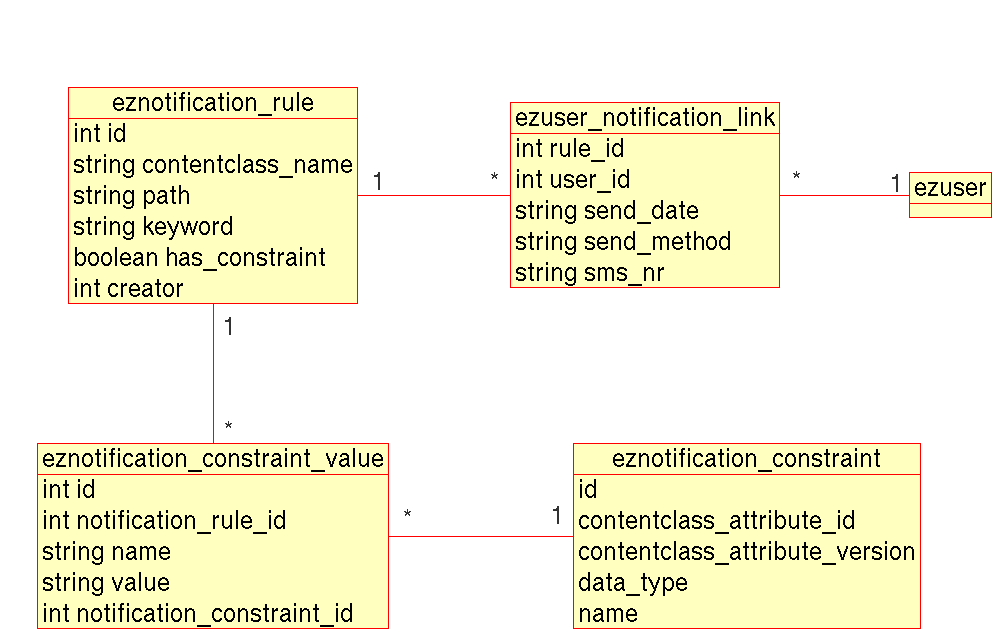 eznotification_rule
int id
string contentclass_name
string path
string keyword
boolean has_constraint
int creator
1
*
ezuser_notification_link
int rule_id
int user_id
string send_date
string send_method
string sms_nr
*
1
ezuser
1
*
eznotification_constraint_value
int id
int notification_rule_id
string name
string value
int notification_constraint_id
*
1
eznotification_constraint
id
contentclass_attribute_id
contentclass_attribute_version
data_type
name